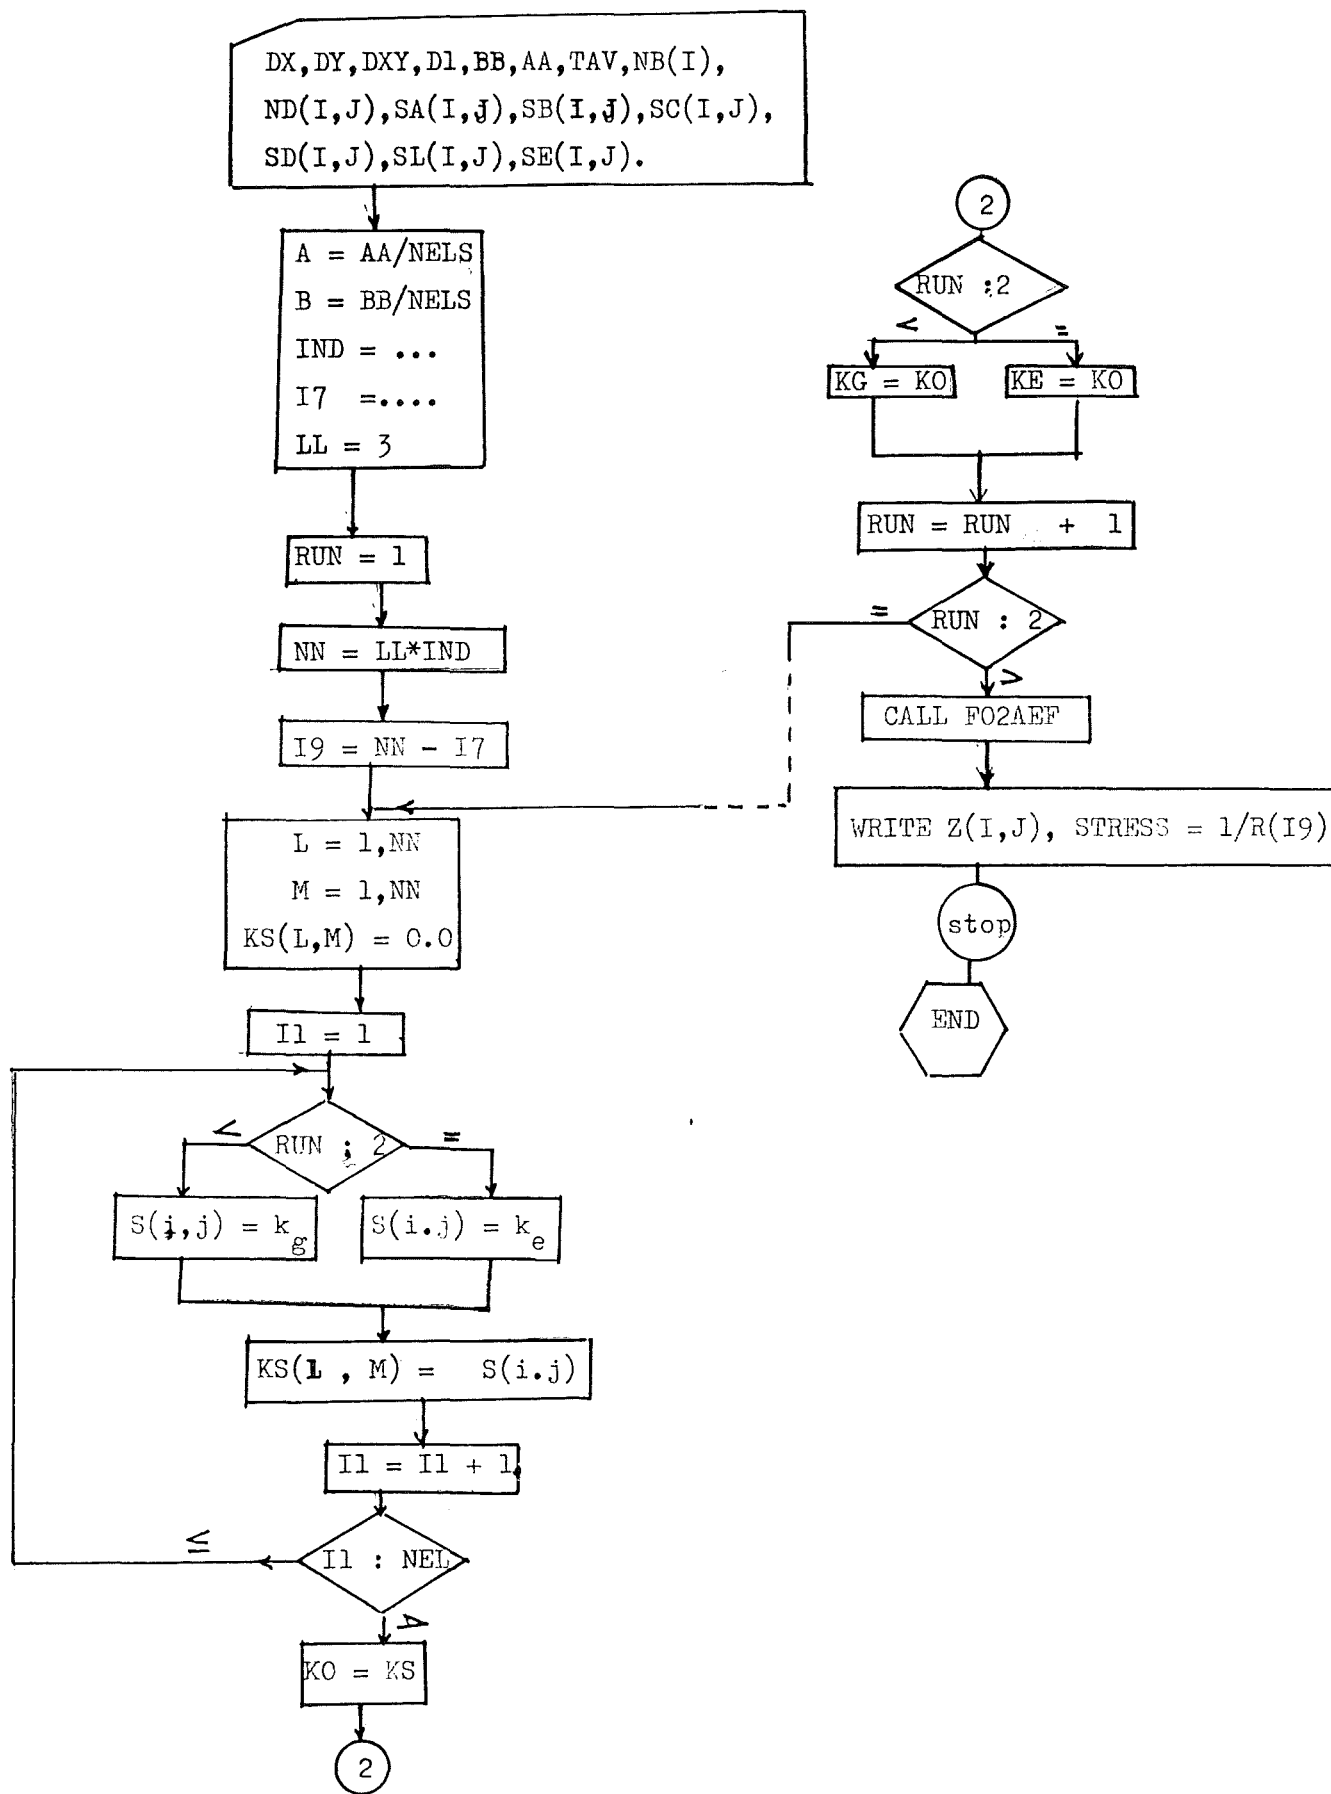 DX,DY,DXY,D1,BB,AA,TAV,NB(I),
ND(I,J),SA(I,j),SB(I,j),SC(I,J),
SD(I,J),SL(I,J),SE(I,J).
A = AA/NELS
B = BB/NELS
IND = ...
I7 =....
LL = 3
RUN = 1
NN = LL*IND
I9 = NN - I7
L = 1,NN
M = 1,NN
KS(L,M) = 0.0
I1 = 1
RUN : 2
<
=
S(i,j) = kg
S(i.j) = ke
KS(L , M) = S(i.j)
I1 = I1 + 1
I1 : NEL
≤
>
KO = KS
2
2
RUN :2
<
=
KG = KO
KE = KO
RUN = RUN + 1
RUN : 2
=
>
CALL F02AEF
WRITE Z(I,J), STRESS = 1/R(I9)
stop
END